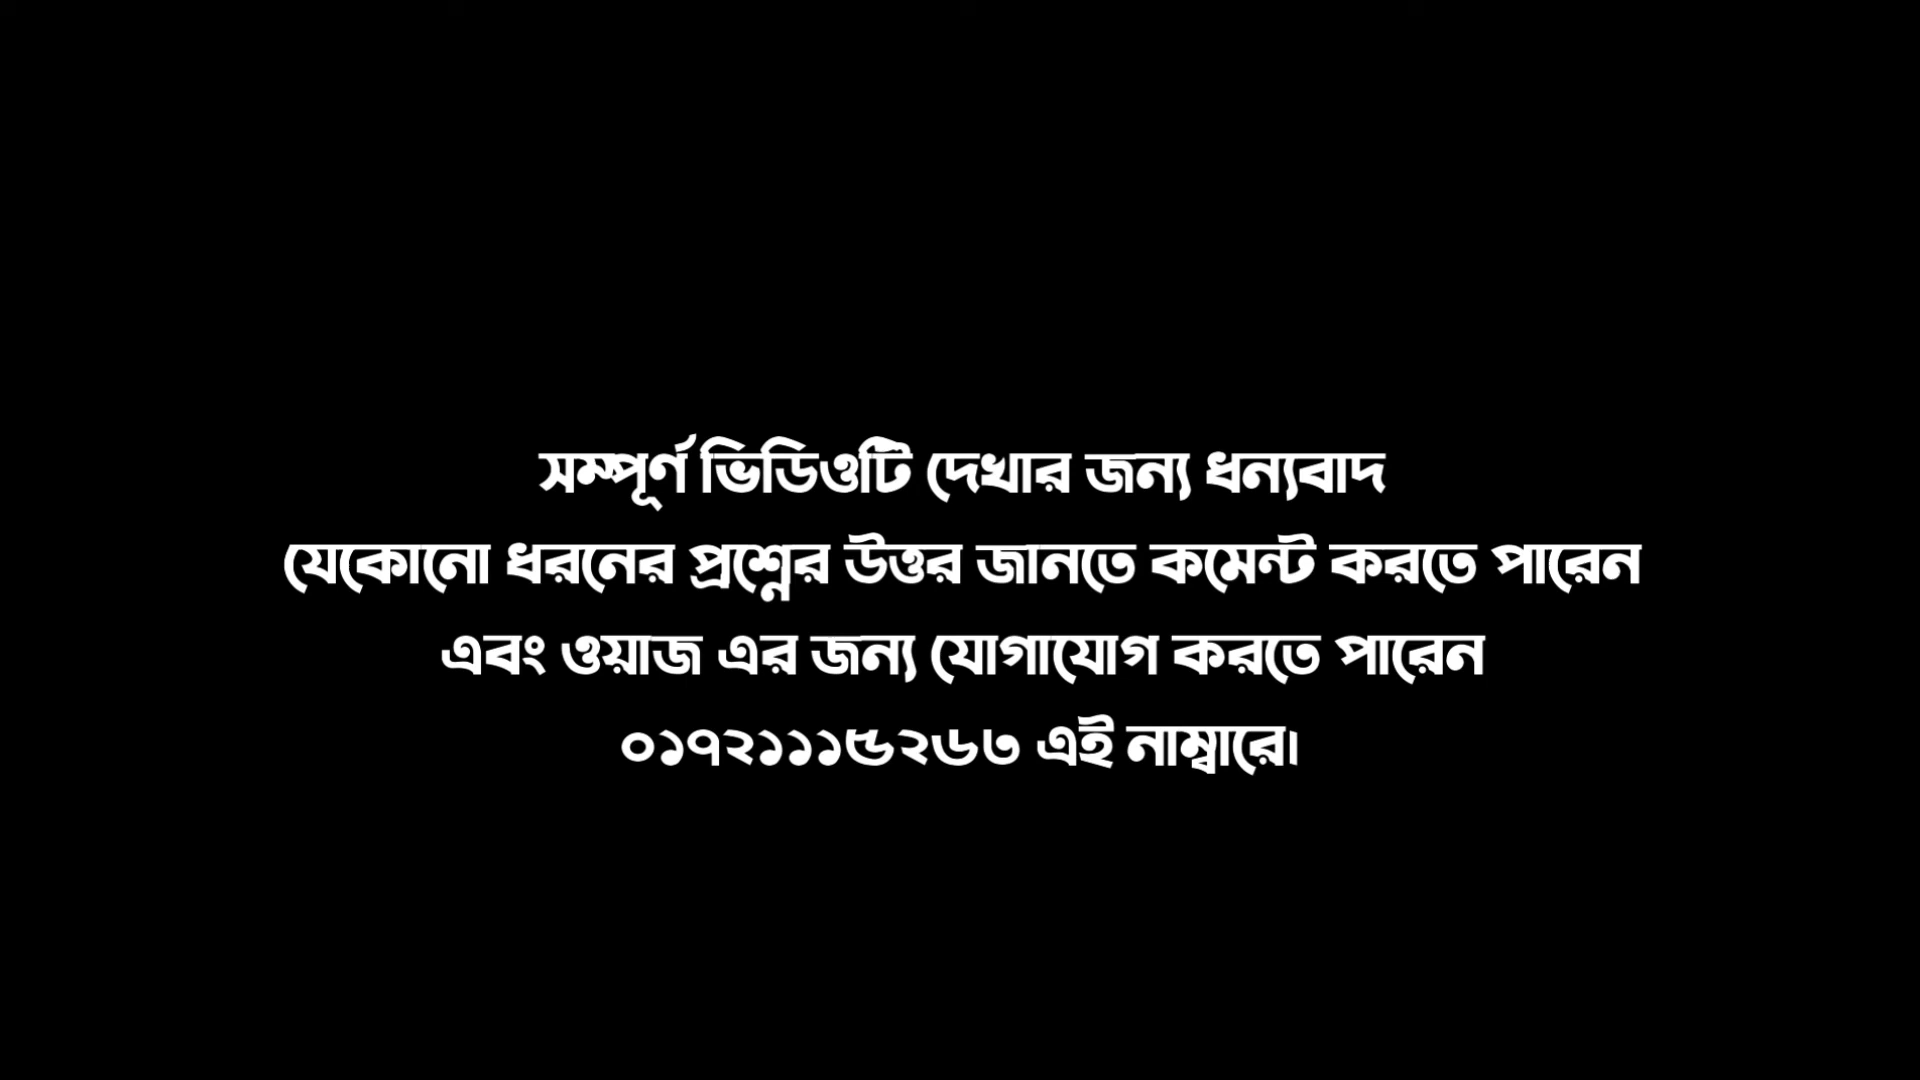 সম্পূর্ণ ভিডিওটি দেখার জন্য ধন্যবাদ
যেকোনো ধরনের প্রশ্নের উত্তর জানতে কমেন্ট করতে পারেন
এবং ওয়াজ এর জন্য যোগাযোগ করতে পারেন
০১৭২১১১৫২৬৩ এই নাম্বারে।